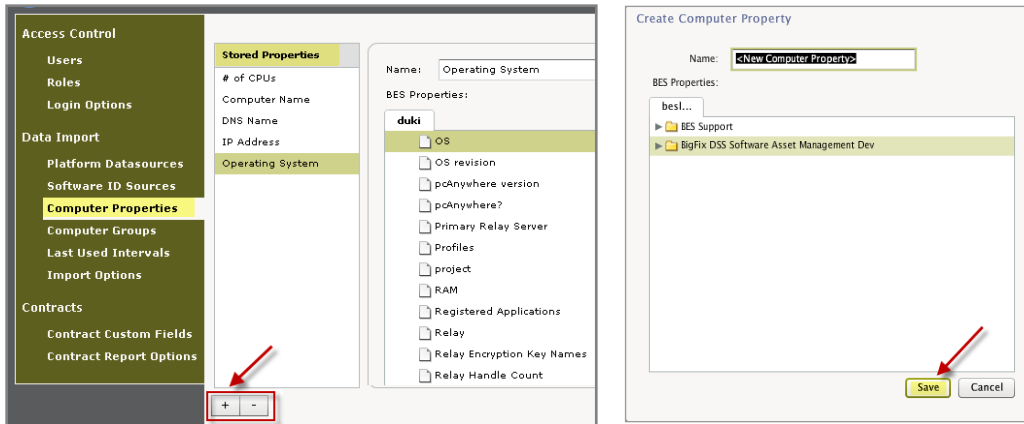 Access Control
Users
Roles
Login Options
Data Import
Platform Datasources
Software ID Sources
Computer Properties
Computer Groups
Last Used Intervals
Import Options
Contracts
Contract Custom Fields
Contract Report Options
Stored Properties
# of CPUs
Computer Name
DNS Name
IP Address
Operating System
+ -
Name: Operating System
BES Properties:
duki
OS
OS revision
pcAnywhere version
pcAnywhere?
Primary Relay Server
Profiles
project
RAM
Registered Applications
Relay
Relay Encryption Key Names
Relay Handle Count
Create Computer Property
Name: <New Computer Property>
BES Properties:
besl...
BES Support
BigFix DSS Software Asset Management Dev
Save Cancel